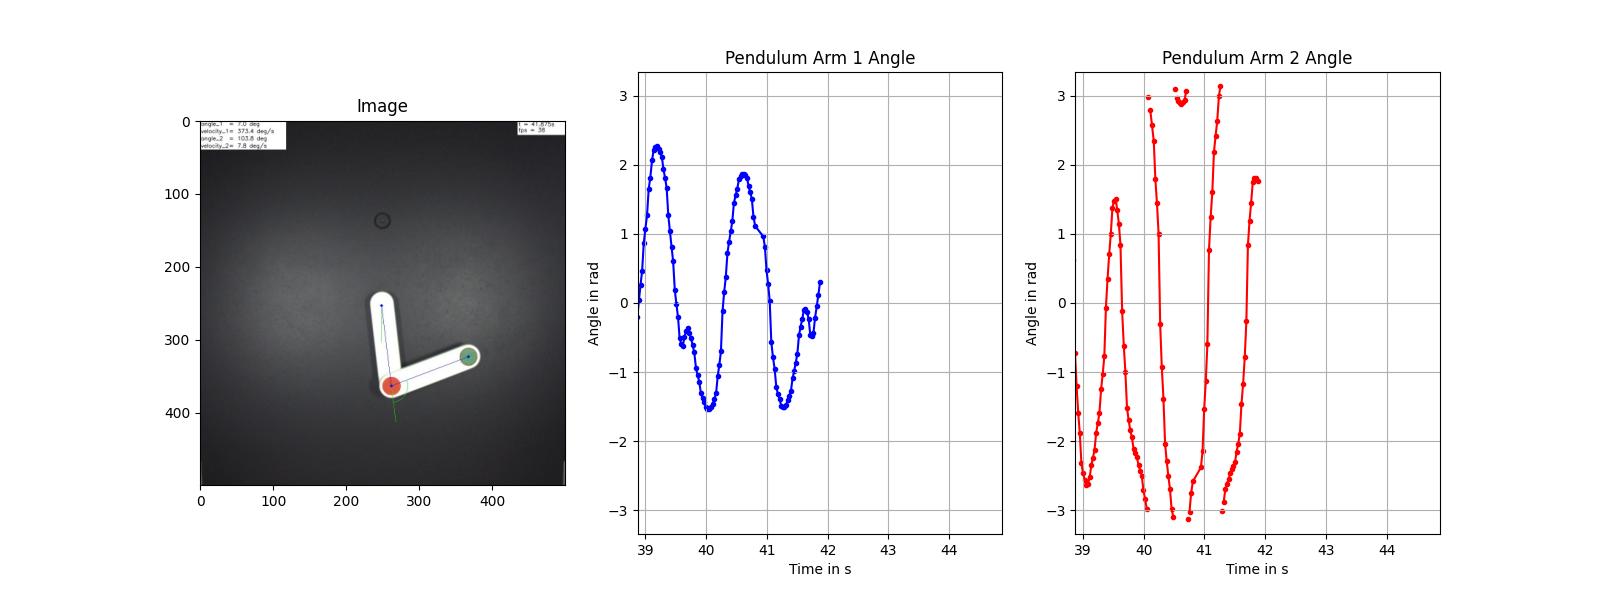 Image
angle_1 = 7.0 deg
velocity_1= 373.4 deg/s
angle_2 = 103.8 deg
velocity_2= 7.8 deg/s
t = 41.875s
fps = 38
0
100
200
300
400
0 100 200 300 400
Pendulum Arm 1 Angle
Angle in rad
3
2
1
0
−1
−2
−3
39 40 41 42 43 44
Time in s
Pendulum Arm 2 Angle
Angle in rad
3
2
1
0
−1
−2
−3
39 40 41 42 43 44
Time in s